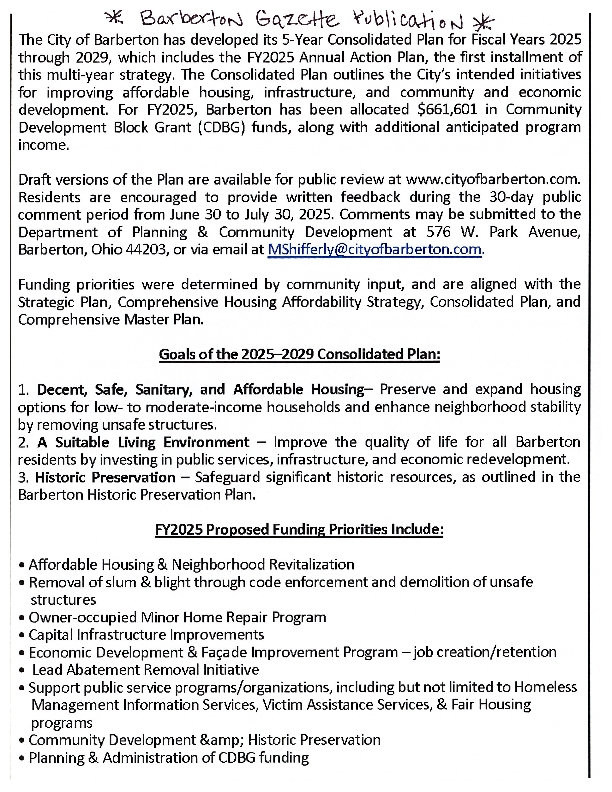 * Barberton Gazette Publication *
The City of Barberton has developed its 5-Year Consolidated Plan for Fiscal Years 2025
through 2029, which includes the FY2025 Annual Action Plan, the first installment of
this multi-year strategy. The Consolidated Plan outlines the City's intended initiatives
for improving affordable housing, infrastructure, and community and economic
development. For FY2025, Barberton has been allocated $661,601 in Community
Development Block Grant (CDBG) funds, along with additional anticipated program
income.
Draft versions of the Plan are available for public review at www.cityofbarberton.com.
Residents are encouraged to provide written feedback during the 30-day public
comment period from June 30 to July 30, 2025. Comments may be submitted to the
Department of Planning & Community Development at 576 W. Park Avenue,
Barberton, Ohio 44203, or via email at MShifferly@cityofbarberton.com.
Funding priorities were determined by community input, and are aligned with the
Strategic Plan, Comprehensive Housing Affordability Strategy, Consolidated Plan, and
Comprehensive Master Plan.
Goals of the 2025–2029 Consolidated Plan:
1. Decent, Safe, Sanitary, and Affordable Housing– Preserve and expand housing
options for low- to moderate-income households and enhance neighborhood stability
by removing unsafe structures.
2. A Suitable Living Environment – Improve the quality of life for all Barberton
residents by investing in public services, infrastructure, and economic redevelopment.
3. Historic Preservation – Safeguard significant historic resources, as outlined in the
Barberton Historic Preservation Plan.
FY2025 Proposed Funding Priorities Include:
• Affordable Housing & Neighborhood Revitalization
• Removal of slum & blight through code enforcement and demolition of unsafe
structures
• Owner-occupied Minor Home Repair Program
• Capital Infrastructure Improvements
• Economic Development & Façade Improvement Program – job creation/retention
• Lead Abatement Removal Initiative
• Support public service programs/organizations, including but not limited to Homeless
Management Information Services, Victim Assistance Services, & Fair Housing
programs
• Community Development &amp; Historic Preservation
• Planning & Administration of CDBG funding